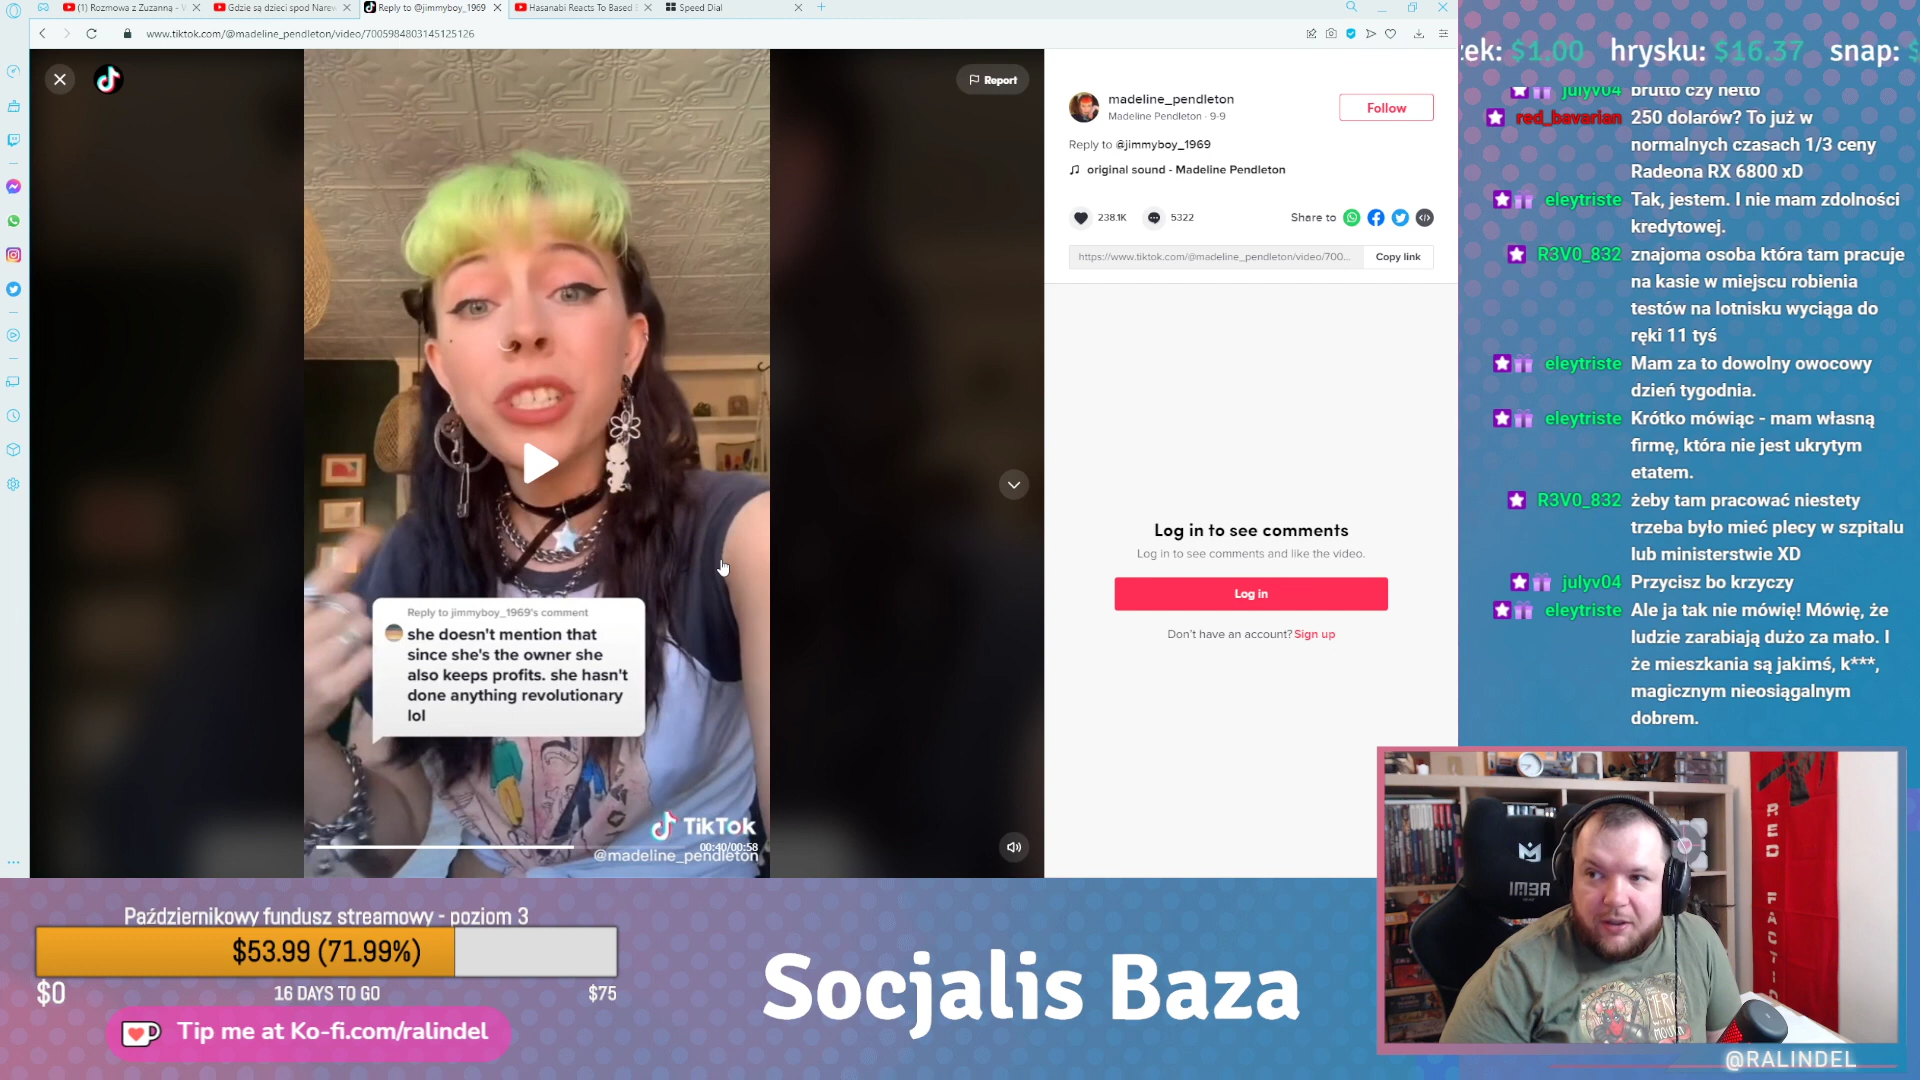 (1) Rozmowa z Zuzanną - W
Gdzie są dzieci spod Narew
Reply to @jimmyboy_1969
Hasanabi Reacts To Based
Speed Dial
www.tiktok.com/@madeline_pendleton/video/7005984803145125126
Report
Reply to jimmyboy_1969's comment
she doesn't mention that
since she's the owner she
also keeps profits. she hasn't
done anything revolutionary
lol
TikTok
00:40/00:58
@madeline_pendleton
madeline_pendleton
Madeline Pendleton · 9-9
Follow
Reply to @jimmyboy_1969
original sound - Madeline Pendleton
238.1K
5322
Share to
https://www.tiktok.com/@madeline_pendleton/video/700...
Copy link
Log in to see comments
Log in to see comments and like the video.
Log in
Don't have an account? Sign up
ek: $1.00 hrysku: $16.37 snap: $
julyv04 brutto czy netto
red_bavarian 250 dolarów? To już w
normalnych czasach 1/3 ceny
Radeona RX 6800 xD
eleytriste Tak, jestem. I nie mam zdolności
kredytowej.
R3V0_832 znajoma osoba która tam pracuje
na kasie w miejscu robienia
testów na lotnisku wyciąga do
ręki 11 tyś
eleytriste Mam za to dowolny owocowy
dzień tygodnia.
eleytriste Krótko mówiąc - mam własną
firmę, która nie jest ukrytym
etatem.
R3V0_832 żeby tam pracować niestety
trzeba było mieć plecy w szpitalu
lub ministerstwie XD
julyv04 Przycisz bo krzyczy
eleytriste Ale ja tak nie mówię! Mówię, że
ludzie zarabiają dużo za mało. I
że mieszkania są jakimś, k***,
magicznym nieosiągalnym
dobrem.
Październikowy fundusz streamowy - poziom 3
$53.99 (71.99%)
$0
16 DAYS TO GO
$75
Tip me at Ko-fi.com/ralindel
Socjalis Baza
RED FACTI
@RALINDEL